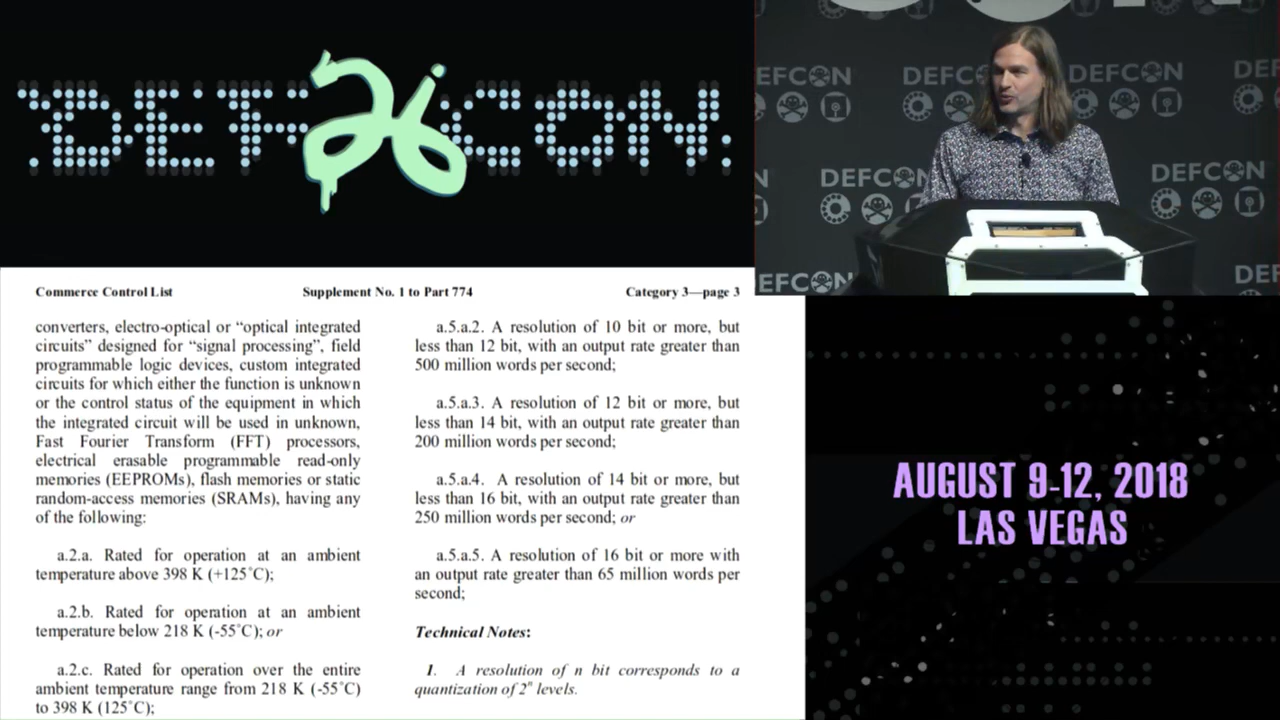 DEF 26 CON
DEFCON
DEFCON
DEFCON
DEFCON
DEFCON
DEFCON
Commerce Control List
Supplement No. 1 to Part 774
Category 3—page 3
converters, electro-optical or “optical integrated
circuits” designed for “signal processing”, field
programmable logic devices, custom integrated
circuits for which either the function is unknown
or the control status of the equipment in which
the integrated circuit will be used in unknown,
Fast Fourier Transform (FFT) processors,
electrical erasable programmable read-only
memories (EEPROMs), flash memories or static
random-access memories (SRAMs), having any
of the following:
a.2.a. Rated for operation at an ambient
temperature above 398 K (+125°C);
a.2.b. Rated for operation at an ambient
temperature below 218 K (-55°C); or
a.2.c. Rated for operation over the entire
ambient temperature range from 218 K (-55°C)
to 398 K (125°C);
a.5.a.2. A resolution of 10 bit or more, but
less than 12 bit, with an output rate greater than
500 million words per second;
a.5.a.3. A resolution of 12 bit or more, but
less than 14 bit, with an output rate greater than
200 million words per second;
a.5.a.4. A resolution of 14 bit or more, but
less than 16 bit, with an output rate greater than
250 million words per second; or
a.5.a.5. A resolution of 16 bit or more with
an output rate greater than 65 million words per
second;
Technical Notes:
1. A resolution of n bit corresponds to a
quantization of 2ⁿ levels.
AUGUST 9-12, 2018
LAS VEGAS